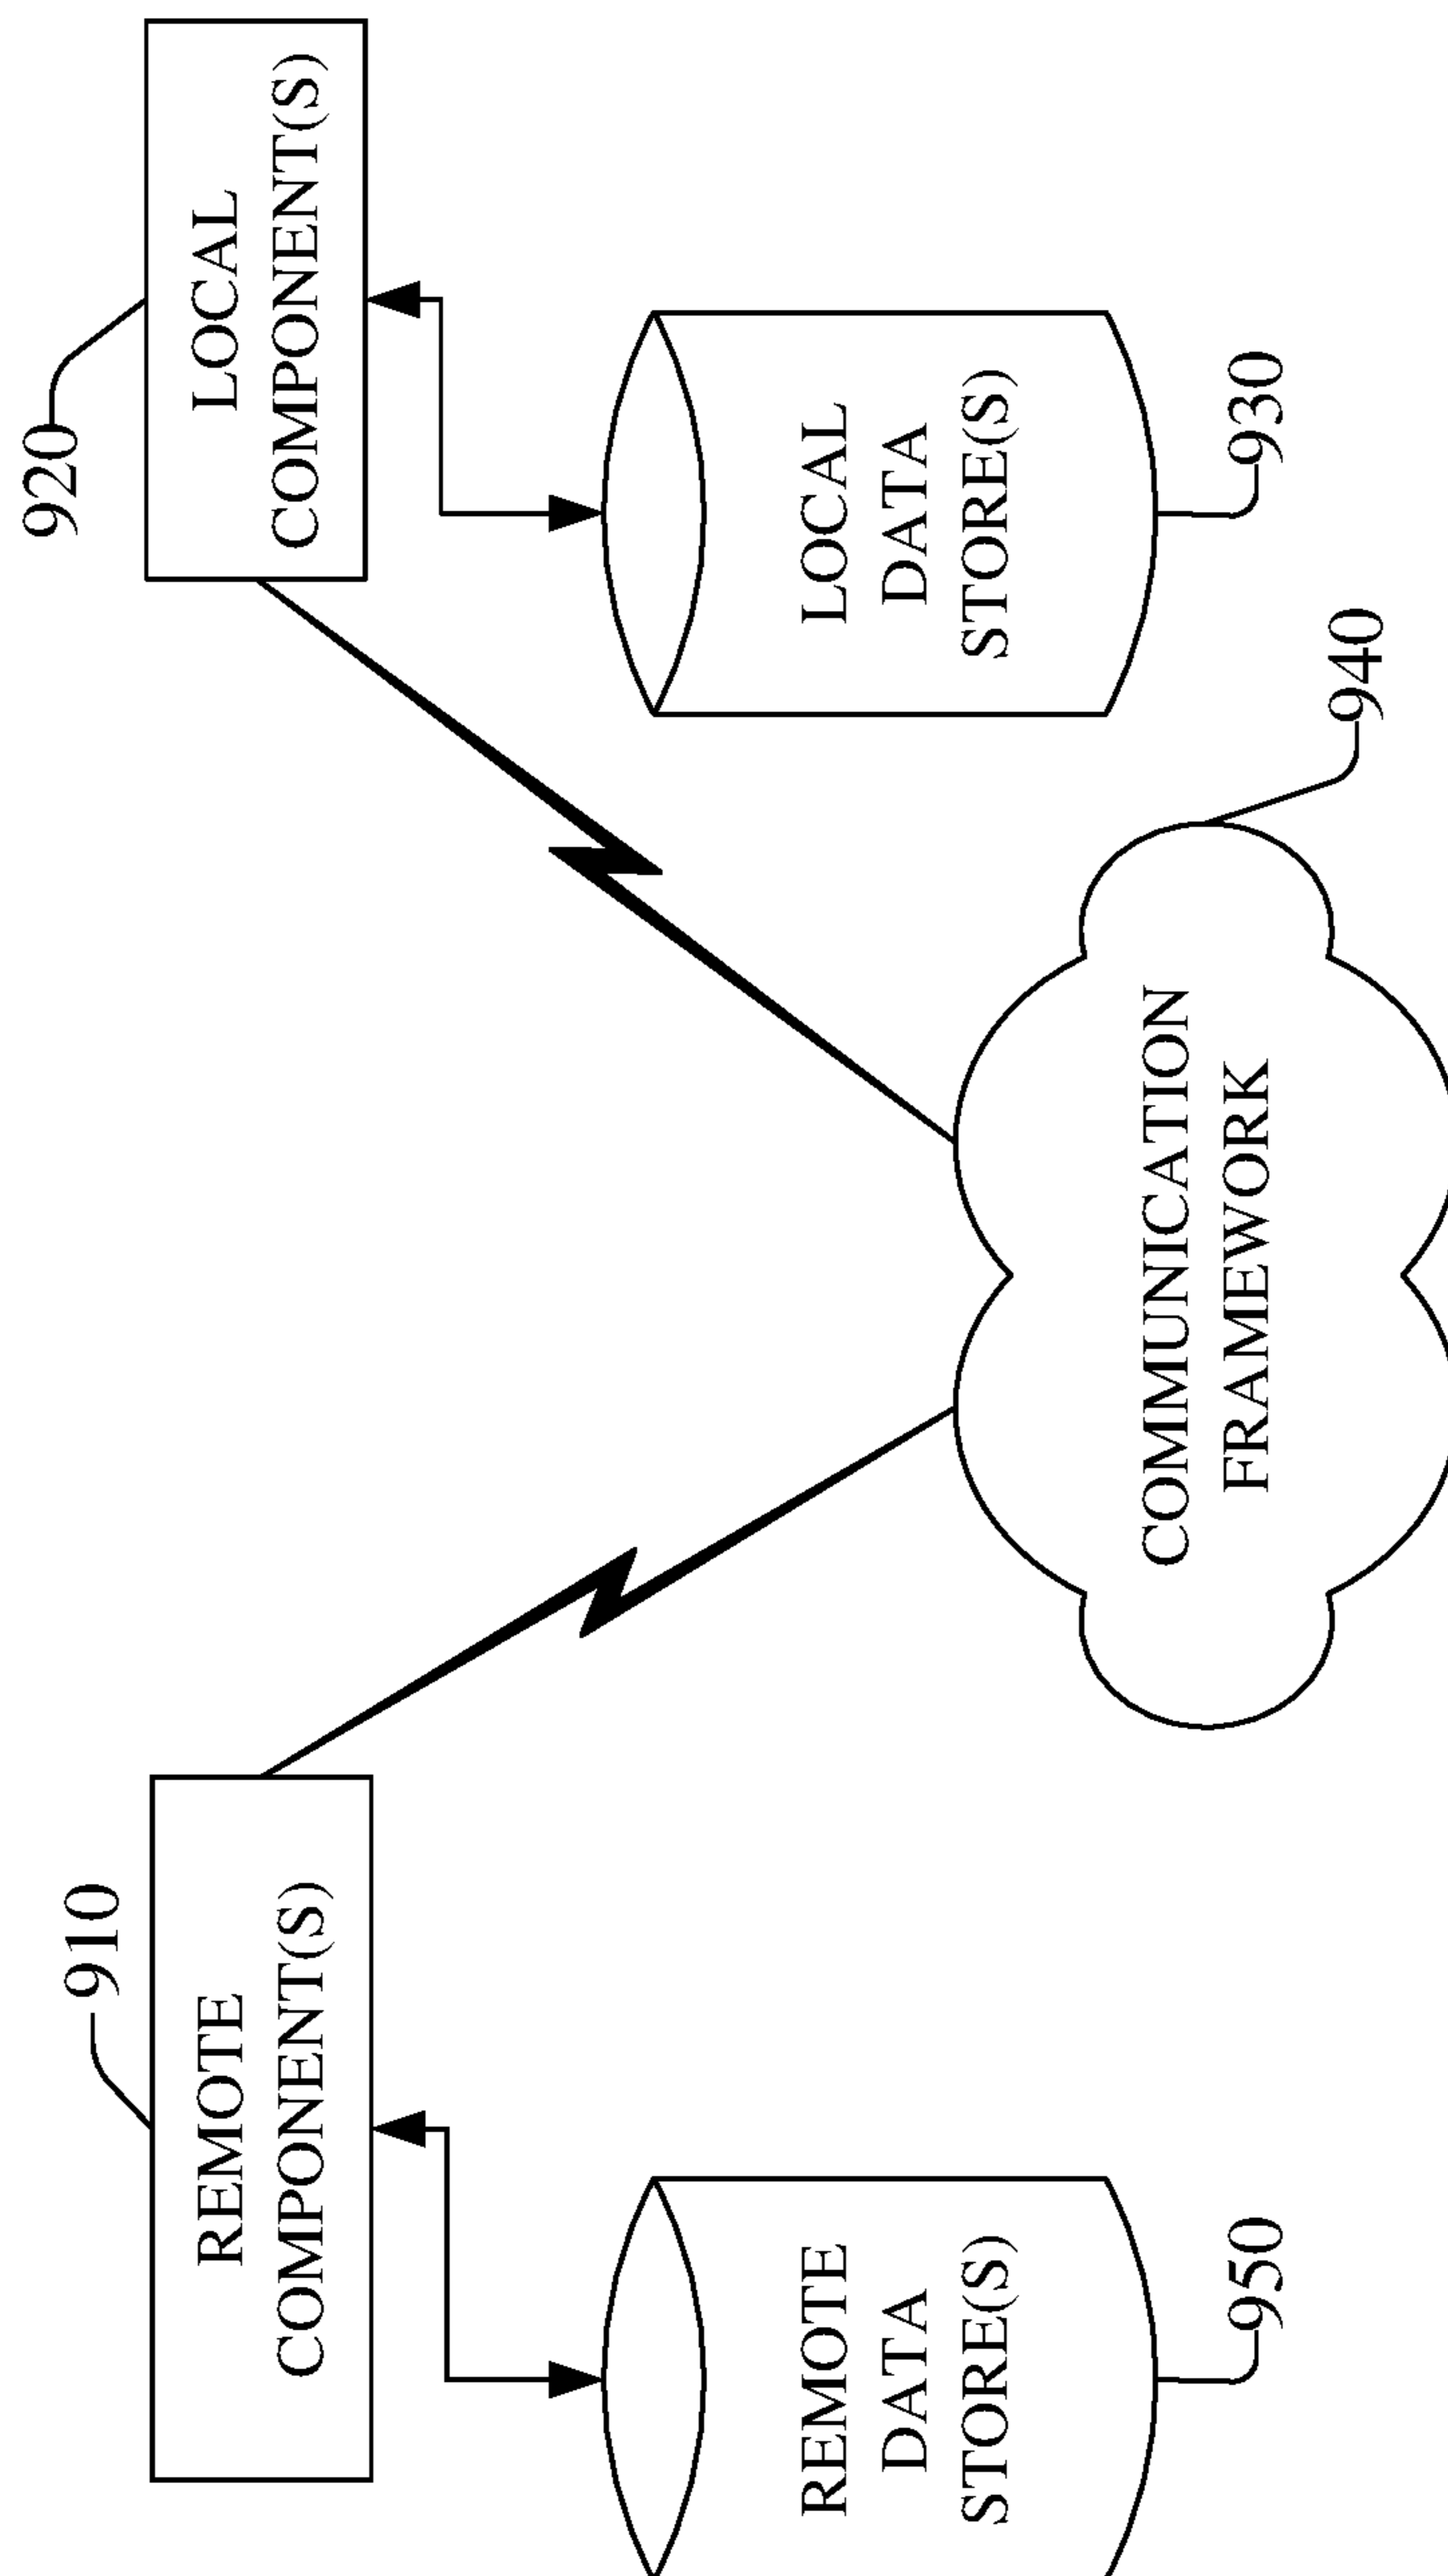 910
REMOTE
COMPONENT(S)
920
LOCAL
COMPONENT(S)
REMOTE
DATA
STORE(S)
950
LOCAL
DATA
STORE(S)
930
COMMUNICATION
FRAMEWORK
940